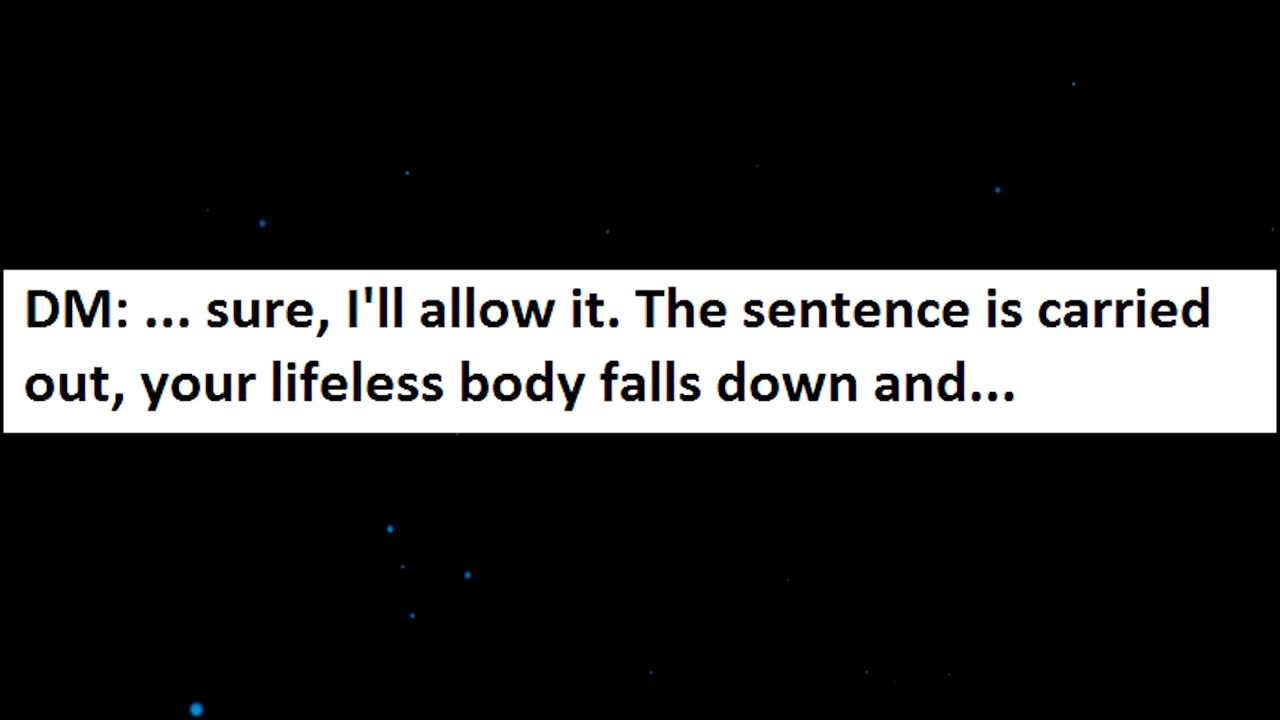 DM: ... sure, I'll allow it. The sentence is carried
out, your lifeless body falls down and...